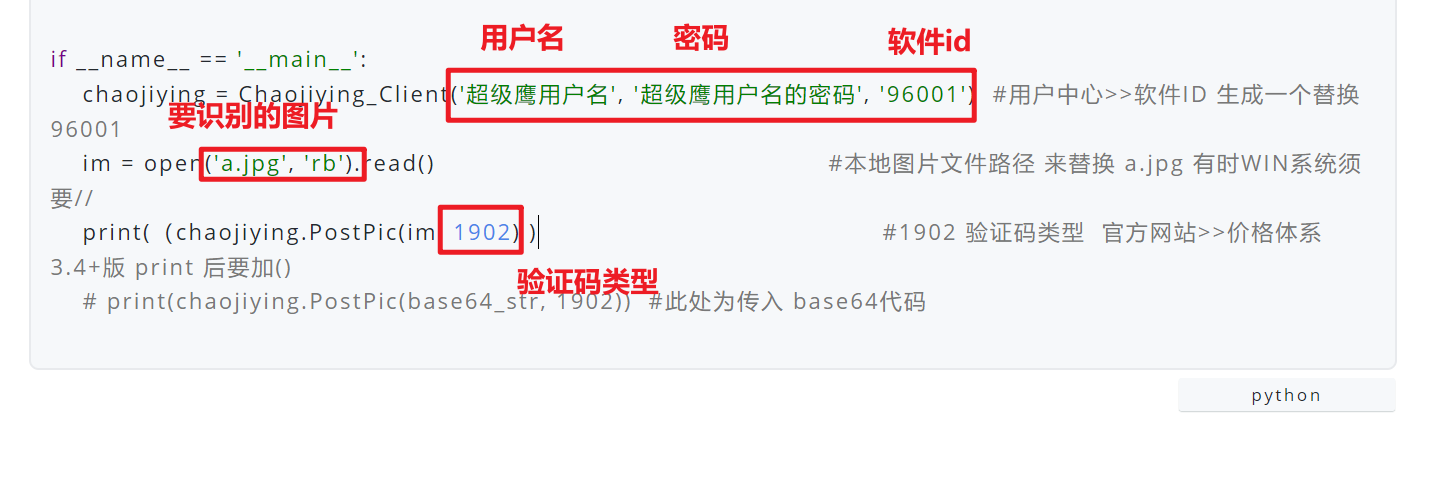 用户名 密码 软件id
if __name__ == '__main__':
chaojiying = Chaojiying_Client('超级鹰用户名', '超级鹰用户名的密码', '96001') #用户中心>>软件ID 生成一个替换
要识别的图片
96001
im = open('a.jpg', 'rb').read() #本地图片文件路径 来替换 a.jpg 有时WIN系统须
要//
print( (chaojiying.PostPic(im 1902) ) #1902 验证码类型 官方网站>>价格体系
3.4+版 print 后要加()
验证码类型
# print(chaojiying.PostPic(base64_str, 1902)) #此处为传入 base64代码
python